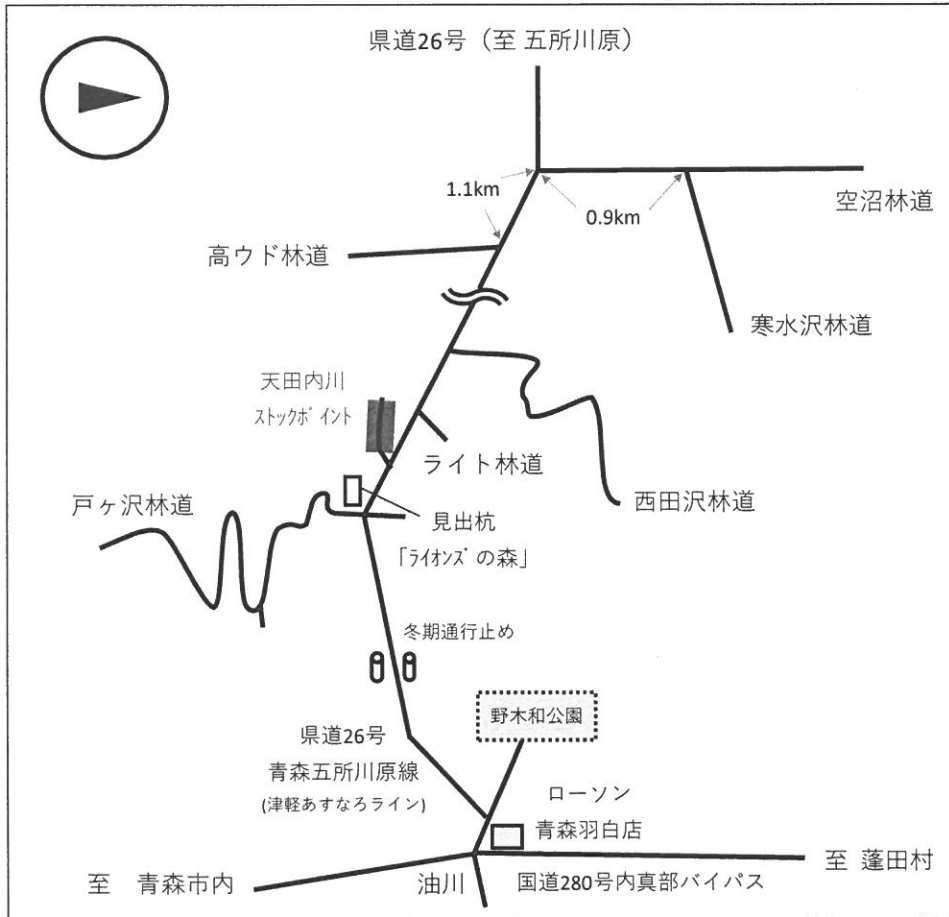 県道26号（至 五所川原）
1.1km
0.9km
空沼林道
高ウド林道
寒水沢林道
天田内川
ｽﾄｯｸﾎﾟｲﾝﾄ
ライト林道
西田沢林道
戸ヶ沢林道
見出杭
「ﾗｲｵﾝｽﾞの森」
冬期通行止め
野木和公園
県道26号
青森五所川原線
(津軽あすなろライン)
ローソン
青森羽白店
至 蓬田村
至 青森市内
油川
国道280号内真部バイパス